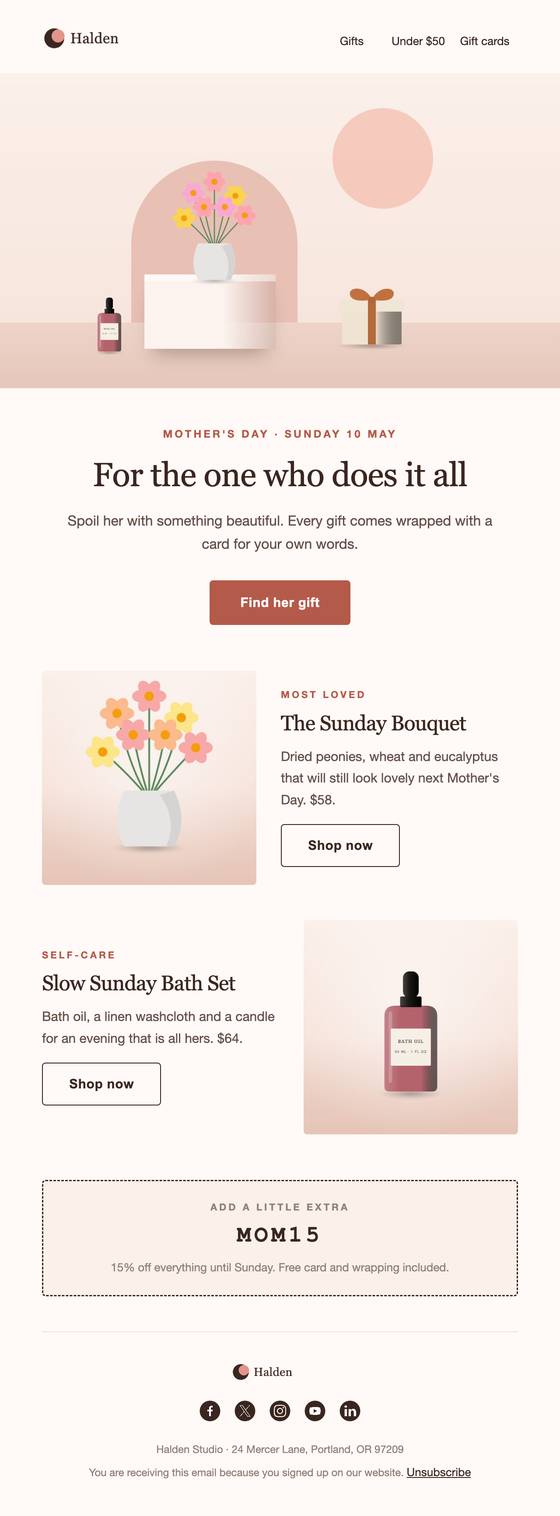 Halden
Gifts Under $50 Gift cards
MOTHER'S DAY · SUNDAY 10 MAY
For the one who does it all
Spoil her with something beautiful. Every gift comes wrapped with a
card for your own words.
Find her gift
MOST LOVED
The Sunday Bouquet
Dried peonies, wheat and eucalyptus
that will still look lovely next Mother's
Day. $58.
Shop now
SELF-CARE
Slow Sunday Bath Set
Bath oil, a linen washcloth and a candle
for an evening that is all hers. $64.
Shop now
BATH OIL
ADD A LITTLE EXTRA
MOM15
15% off everything until Sunday. Free card and wrapping included.
Halden
Halden Studio · 24 Mercer Lane, Portland, OR 97209
You are receiving this email because you signed up on our website. Unsubscribe